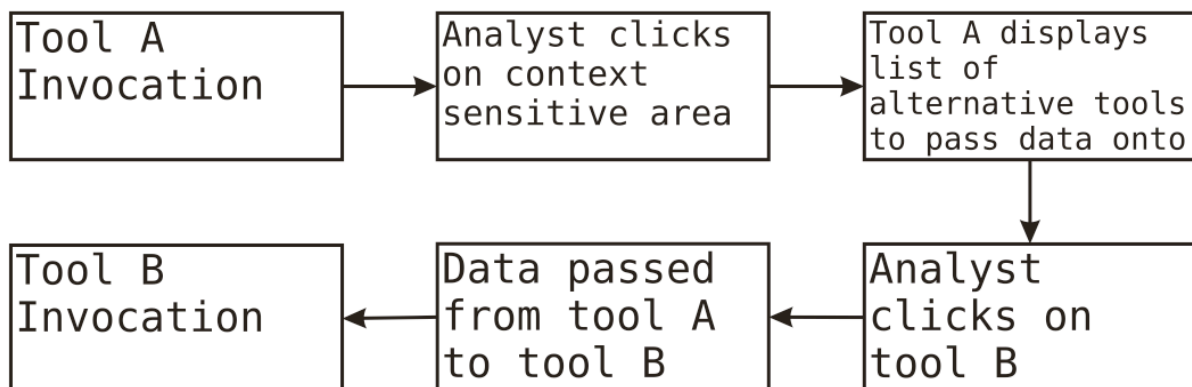 Tool A
Invocation
Analyst clicks
on context
sensitive area
Tool A displays
list of
alternative tools
to pass data onto
Analyst
clicks on
tool B
Data passed
from tool A
to tool B
Tool B
Invocation